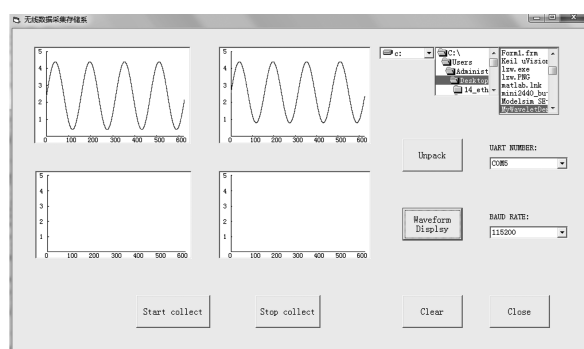 无线数据采集存储系
5
4
3
2
1
0 100 200 300 400 500 600
5
4
3
2
1
0 100 200 300 400 500 600
c:
C:\
Users
Administ
Desktop
14_eth
Form1.frm
Keil uVision
lzw.exe
lzw.PNG
matlab.lnk
mini2440_bu
Modelsim SE
MyWaveletDe
Unpack
UART NUMBER:
COM5
5
4
3
2
1
0 100 200 300 400 500 600
5
4
3
2
1
0 100 200 300 400 500 600
Waveform
Displsy
BAUD RATE:
115200
Start collect
Stop collect
Clear
Close